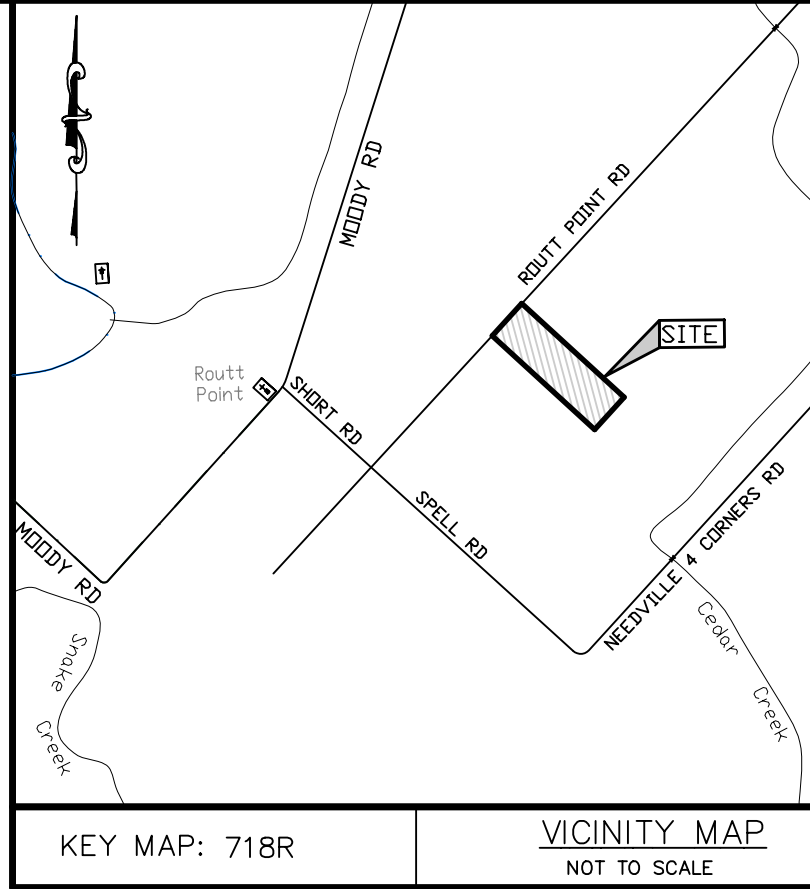 MOODY RD
ROUTT POINT RD
SITE
Routt
Point
SHORT RD
SPELL RD
MOODY RD
NEEDVILLE 4 CORNERS RD
Snake
Creek
Cedar
Creek
KEY MAP: 718R
VICINITY MAP
NOT TO SCALE